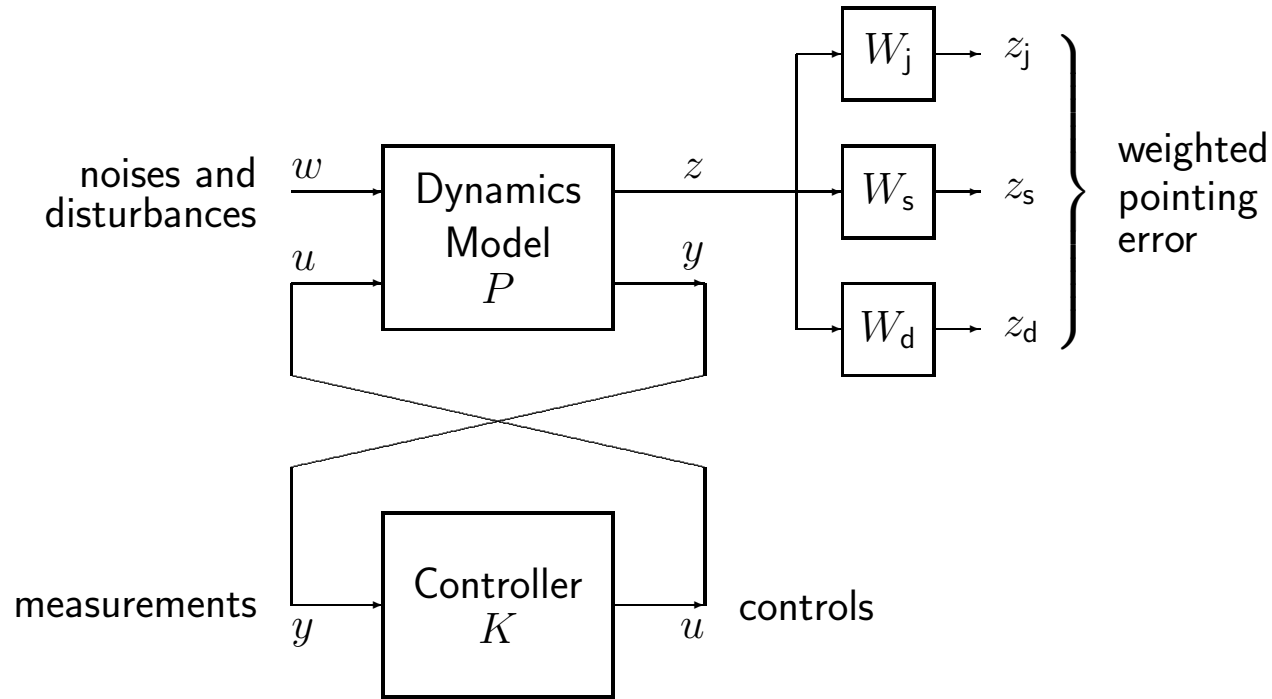 W_j
z_j
noises and
disturbances
w
Dynamics
Model
P
z
W_s
z_s
weighted
pointing
error
u
y
W_d
z_d
measurements
y
Controller
K
u
controls